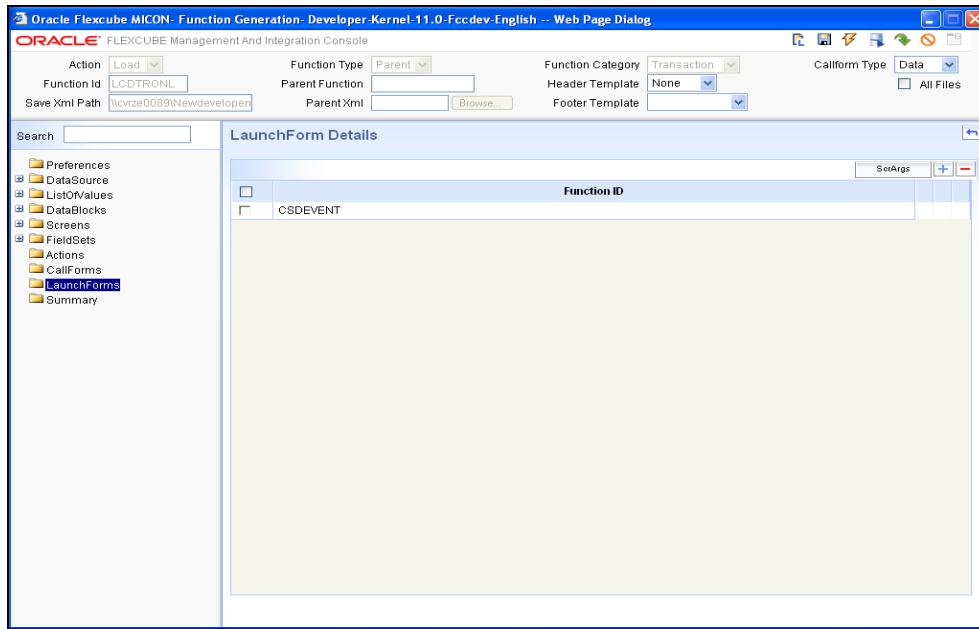 Oracle Flexcube MICON- Function Generation- Developer-Kernel-11.0-Fccdev-English -- Web Page Dialog
ORACLE FLEXCUBE Management And Integration Console
Action Load Function Type Parent Function Category Transaction Callform Type Data
Function Id LCDTRONL Parent Function Header Template None All Files
Save Xml Path \\cvrze0089\Newdevelopen Parent Xml Browse... Footer Template
Search LaunchForm Details
Preferences
DataSource
ListOfValues
DataBlocks
Screens
FieldSets
Actions
CallForms
LaunchForms
Summary
ScrArgs
Function ID
CSDEVENT